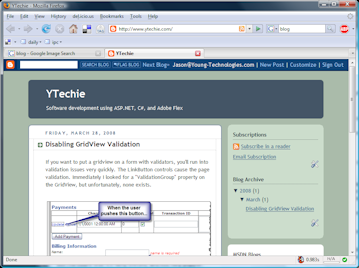 YTechie - Mozilla Firefox
File Edit View History Bookmarks Tools Help
http://www.ytechie.com/
blog
daily
ipc
blog - Google Image Search
YTechie
SEARCH BLOG
FLAG BLOG
Next Blog»
Jason@Young-Technologies.com | New Post | Customize | Sign Out
YTechie
Software development using ASP.NET, C#, and Adobe Flex
FRIDAY, MARCH 28, 2008
Disabling GridView Validation
If you want to put a gridview on a form with validators, you'll run into
validation issues very quickly. The Linkbutton controls cause the page
validation. Immediately I looked for a "ValidationGroup" property on
the GridView, but unfortunately, none exists.
Payments
Transaction ID
When the user
pushes this button...
Add Payment
Billing Information
Subscriptions
Subscribe in a reader
Email Subscription
Blog Archive
▼ 2008 (1)
▼ March (1)
Disabling GridView Validation
MSDN Blogs
Done